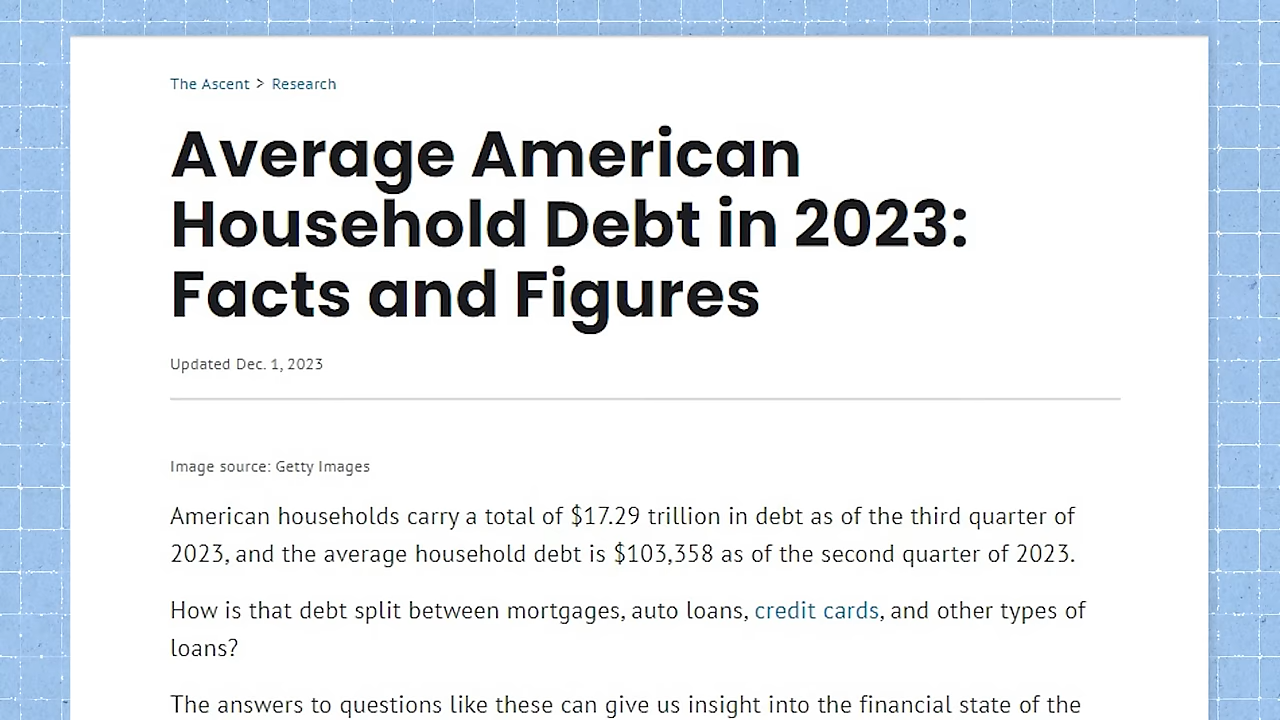 The Ascent > Research
Average American
Household Debt in 2023:
Facts and Figures
Updated Dec. 1, 2023
Image source: Getty Images
American households carry a total of $17.29 trillion in debt as of the third quarter of
2023, and the average household debt is $103,358 as of the second quarter of 2023.
How is that debt split between mortgages, auto loans, credit cards, and other types of
loans?
The answers to questions like these can give us insight into the financial state of the